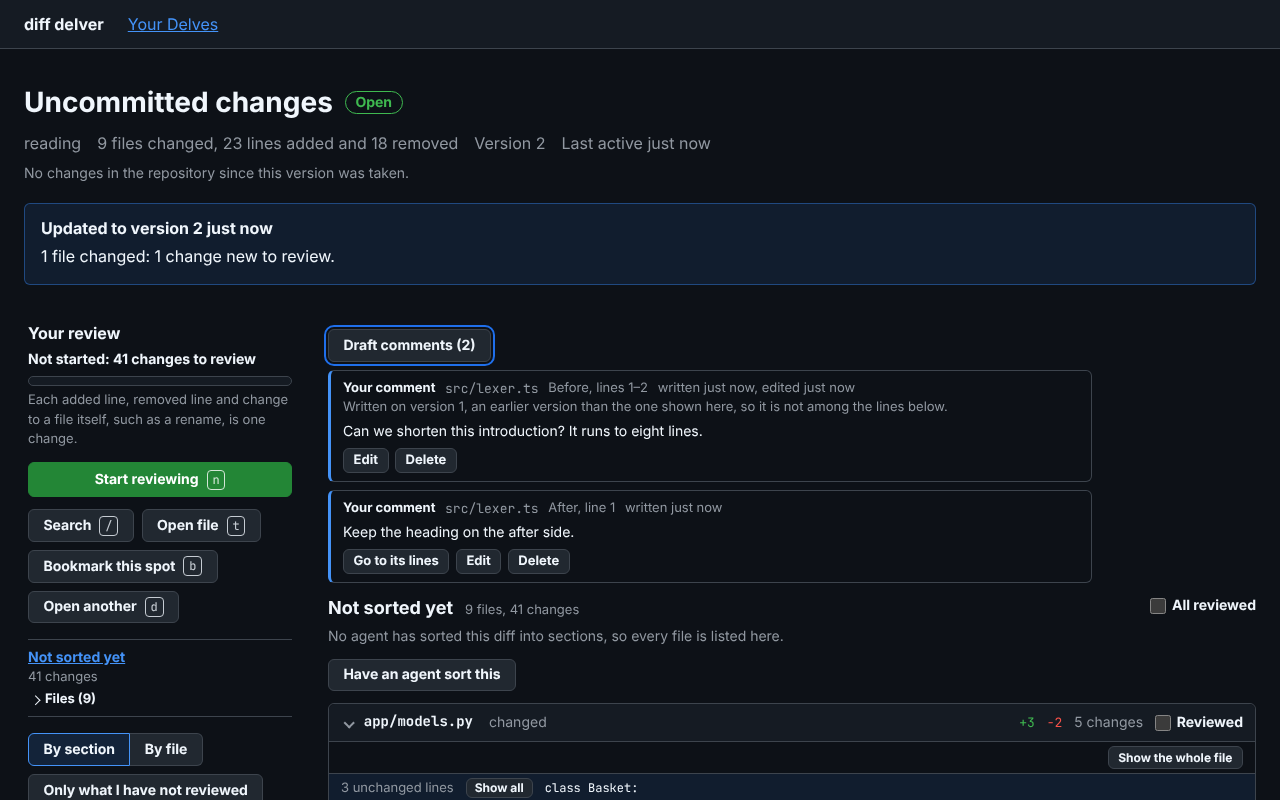 diff delver Your Delves
Uncommitted changes Open
reading 9 files changed, 23 lines added and 18 removed Version 2 Last active just now
No changes in the repository since this version was taken.
Updated to version 2 just now
1 file changed: 1 change new to review.
Your review
Not started: 41 changes to review
Each added line, removed line and change
to a file itself, such as a rename, is one
change.
Start reviewing n
Search / Open file t
Bookmark this spot b
Open another d
Not sorted yet
41 changes
Files (9)
By section By file
Only what I have not reviewed
Draft comments (2)
Your comment src/lexer.ts Before, lines 1–2 written just now, edited just now
Written on version 1, an earlier version than the one shown here, so it is not among the lines below.
Can we shorten this introduction? It runs to eight lines.
Edit Delete
Your comment src/lexer.ts After, line 1 written just now
Keep the heading on the after side.
Go to its lines Edit Delete
Not sorted yet 9 files, 41 changes All reviewed
No agent has sorted this diff into sections, so every file is listed here.
Have an agent sort this
app/models.py changed +3 -2 5 changes Reviewed
Show the whole file
3 unchanged lines Show all class Basket: